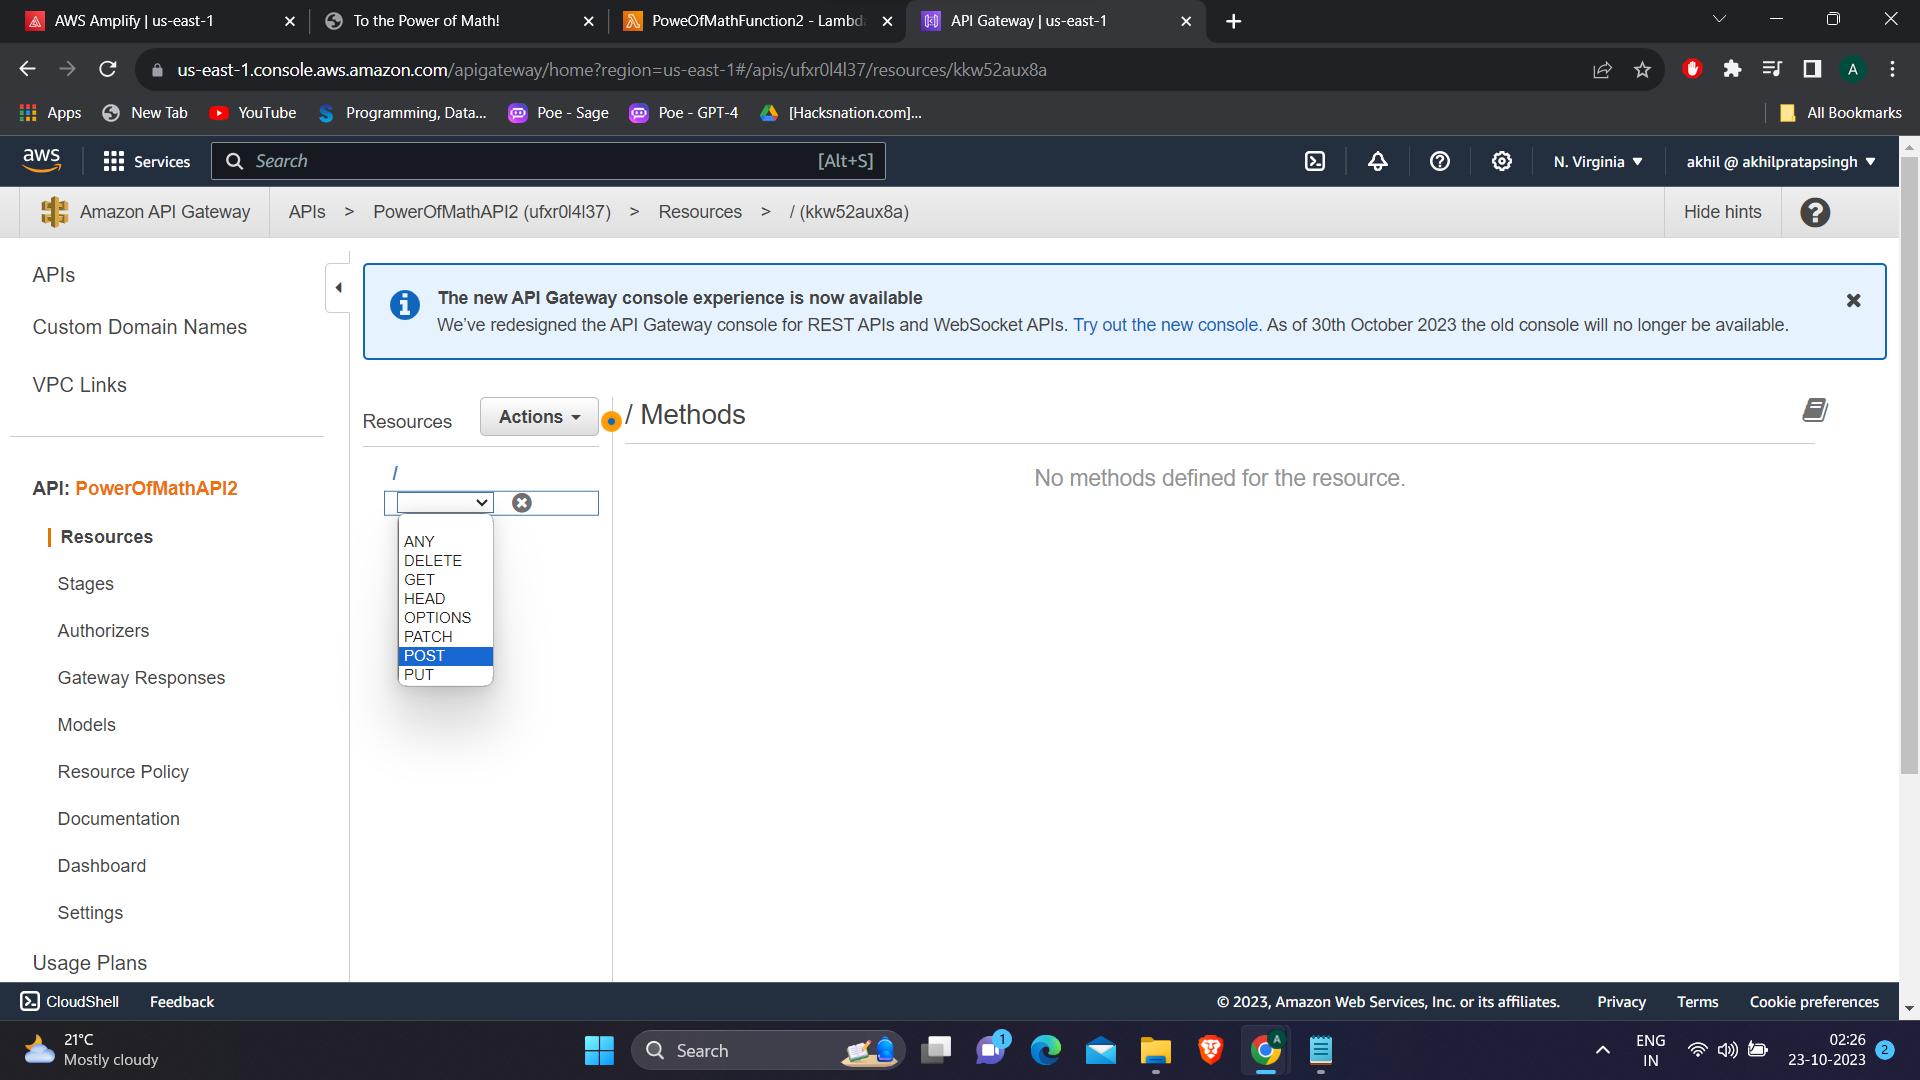 AWS Amplify | us-east-1
To the Power of Math!
PoweOfMathFunction2 - Lambda
API Gateway | us-east-1
us-east-1.console.aws.amazon.com/apigateway/home?region=us-east-1#/apis/ufxr0l4l37/resources/kkw52aux8a
A
Apps
New Tab
YouTube
Programming, Data...
Poe - Sage
Poe - GPT-4
[Hacksnation.com]...
All Bookmarks
aws
Services
Search
[Alt+S]
N. Virginia
akhil @ akhilpratapsingh
Amazon API Gateway
APIs > PowerOfMathAPI2 (ufxr0l4l37) > Resources > / (kkw52aux8a)
Hide hints
APIs
Custom Domain Names
VPC Links
API: PowerOfMathAPI2
Resources
Stages
Authorizers
Gateway Responses
Models
Resource Policy
Documentation
Dashboard
Settings
Usage Plans
The new API Gateway console experience is now available
We've redesigned the API Gateway console for REST APIs and WebSocket APIs. Try out the new console. As of 30th October 2023 the old console will no longer be available.
Resources
Actions
/ Methods
/
No methods defined for the resource.
ANY
DELETE
GET
HEAD
OPTIONS
PATCH
POST
PUT
CloudShell
Feedback
© 2023, Amazon Web Services, Inc. or its affiliates.
Privacy
Terms
Cookie preferences
21°C
Mostly cloudy
Search
1
A
ENG
IN
02:26
23-10-2023
2